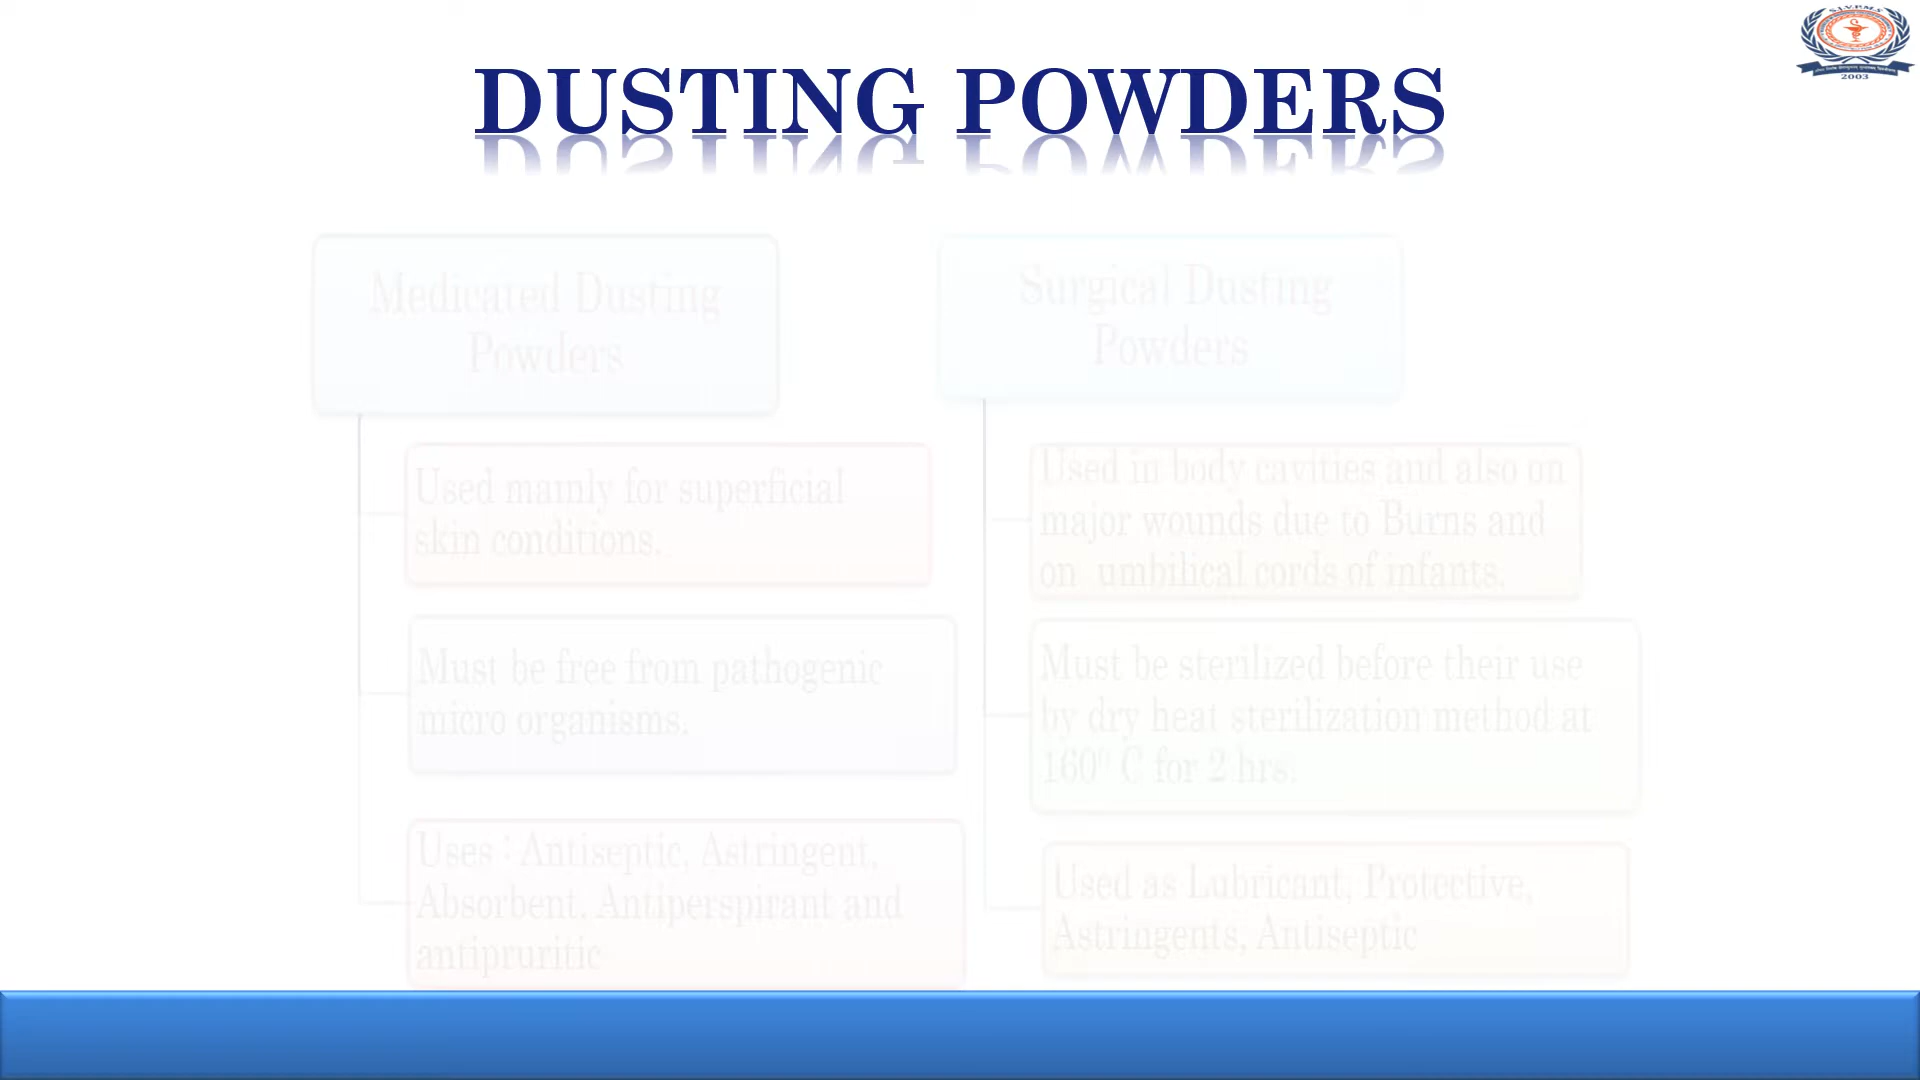 S.J.V.P.M.S
2003
DUSTING POWDERS
Medicated Dusting
Powders
Used mainly for superficial
skin conditions.
Must be free from pathogenic
micro organisms.
Uses : Antiseptic, Astringent,
Absorbent, Antiperspirant and
antipruritic
Surgical Dusting
Powders
Used in body cavities and also on
major wounds due to Burns and
on umbilical cords of infants.
Must be sterilized before their use
by dry heat sterilization method at
160⁰ C for 2 hrs.
Used as Lubricant, Protective,
Astringents, Antiseptic